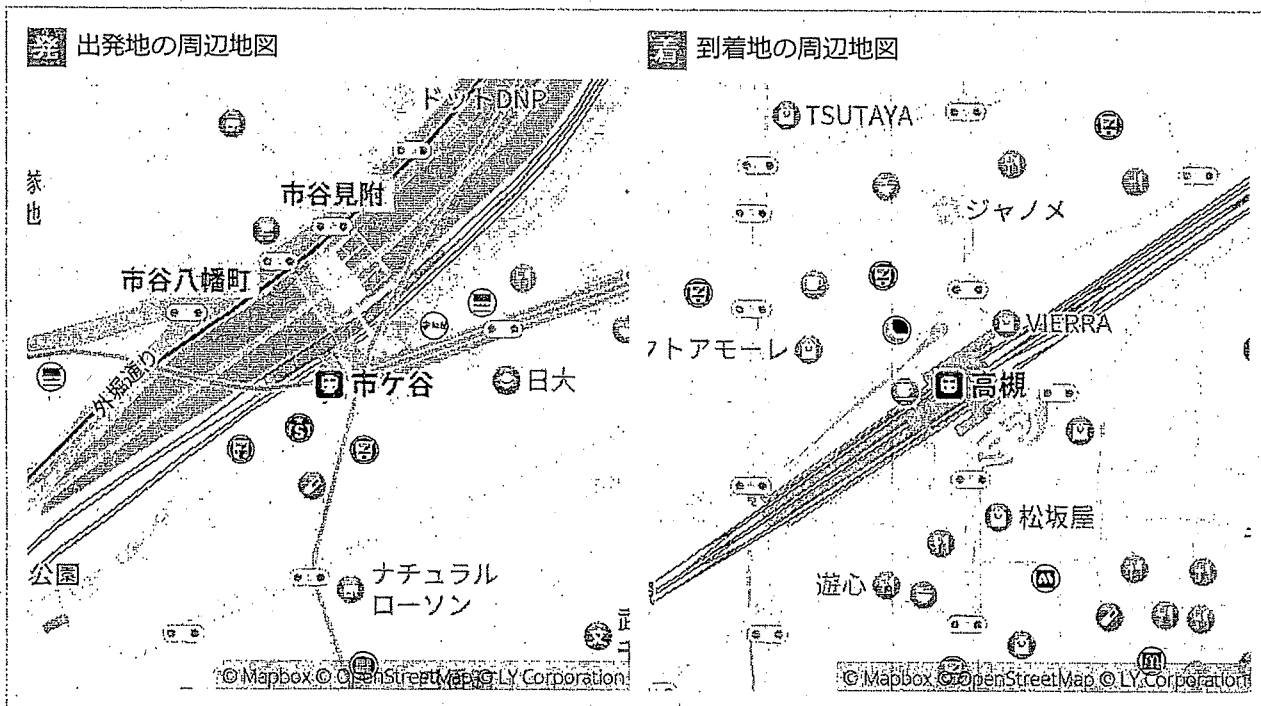 発 出発地の周辺地図
ドットDNP
市谷見附
市谷八幡町
外堀通り
市ケ谷
日大
公園
ナチュラル
ローソン
© Mapbox © OpenStreetMap © LY Corporation
着 到着地の周辺地図
TSUTAYA
ジャノメ
VIERRA
トアモーレ
高槻
松坂屋
遊心
© Mapbox © OpenStreetMap © LY Corporation